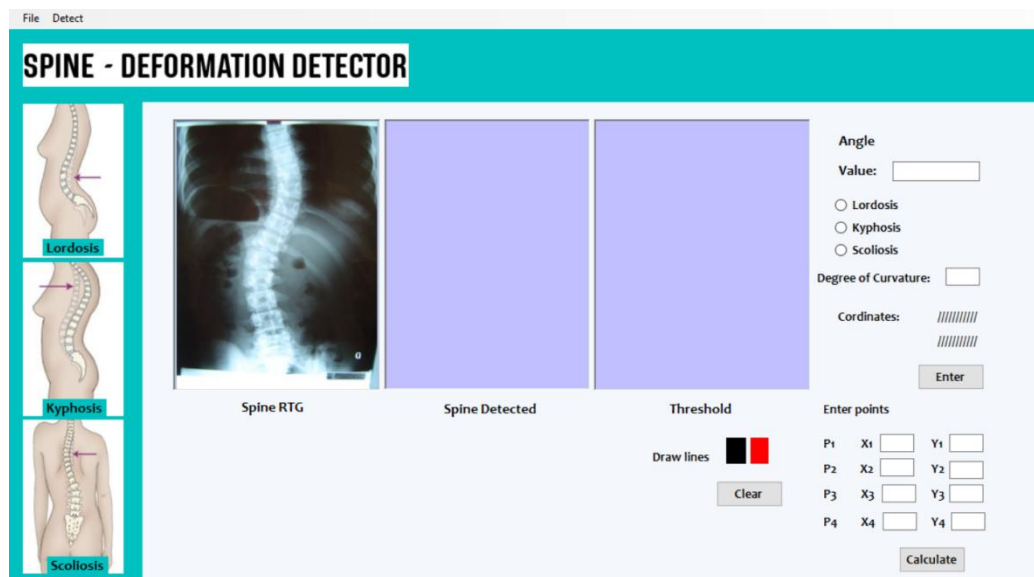 File Detect
SPINE - DEFORMATION DETECTOR
Lordosis
Kyphosis
Scoliosis
Spine RTG
Spine Detected
Threshold
Draw lines
Clear
Angle
Value:
Lordosis
Kyphosis
Scoliosis
Degree of Curvature:
Cordinates: ///////////
///////////
Enter
Enter points
P1 X1 Y1
P2 X2 Y2
P3 X3 Y3
P4 X4 Y4
Calculate